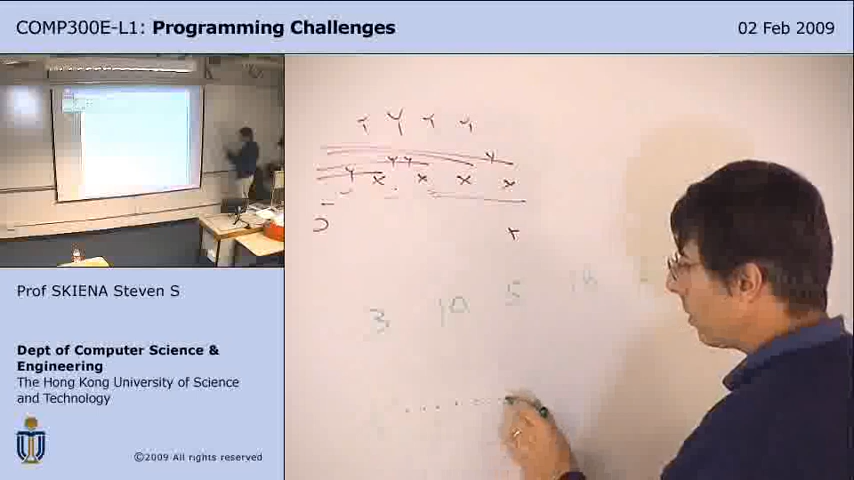 COMP300E-L1: Programming Challenges
02 Feb 2009
Y Y Y Y
Y
Y Y
Y X X X X
3 10 5 16
Prof SKIENA Steven S
Dept of Computer Science &
Engineering
The Hong Kong University of Science
and Technology
©2009 All rights reserved